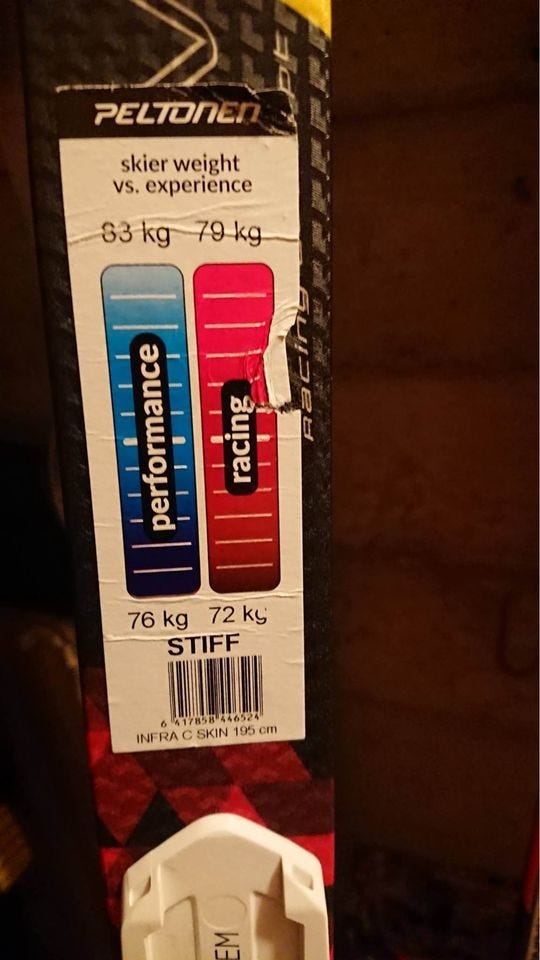 PELTONEN
skier weight
vs. experience
83 kg 79 kg
performance
racing
76 kg 72 kg
STIFF
6 417858 446524
INFRA C SKIN 195 cm
Racing
EM